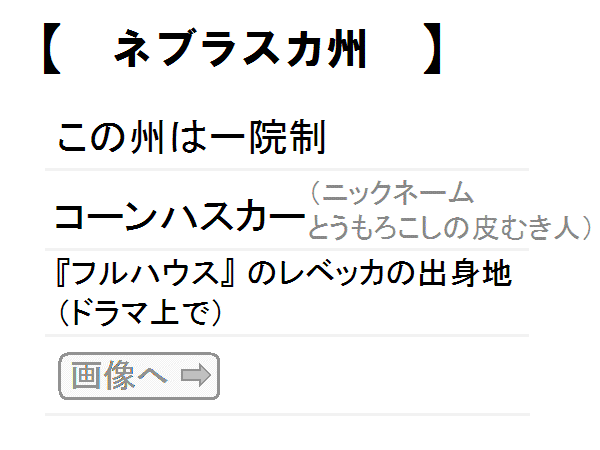 【　ネブラスカ州　】
この州は一院制
コーンハスカー（ニックネーム
とうもろこしの皮むき人）
『フルハウス』のレベッカの出身地
（ドラマ上で）
画像へ ⇨